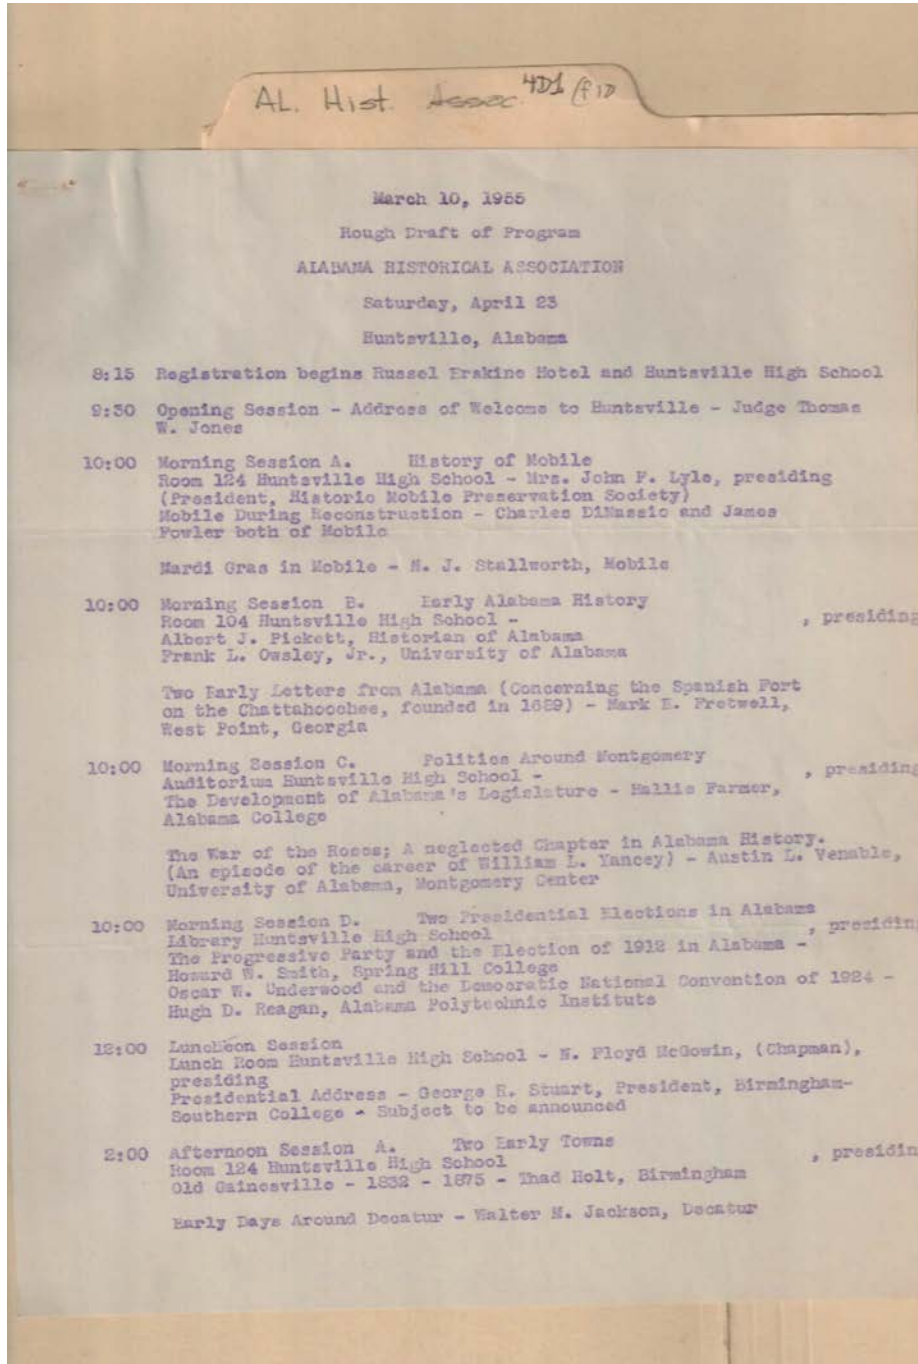 AL. Hist. Assoc. 4D1 (f10
March 10, 1955
Rough Draft of Program
ALABAMA HISTORICAL ASSOCIATION
Saturday, April 23
Huntsville, Alabama
8:15 Registration begins Russel Erskine Hotel and Huntsville High School
9:30 Opening Session - Address of Welcome to Huntsville - Judge Thomas
W. Jones
10:00 Morning Session A. History of Mobile
Room 124 Huntsville High School - Mrs. John F. Lyle, presiding
(President, Historic Mobile Preservation Society)
Mobile During Reconstruction - Charles DiMassio and James
Fowler both of Mobile
Mardi Gras in Mobile - N. J. Stallworth, Mobile
10:00 Morning Session B. Early Alabama History
Room 104 Huntsville High School - , presiding
Albert J. Pickett, Historian of Alabama
Frank L. Owsley, Jr., University of Alabama
Two Early Letters from Alabama (Concerning the Spanish Fort
on the Chattahoochee, founded in 1689) - Mark E. Fretwell,
West Point, Georgia
10:00 Morning Session C. Politics Around Montgomery
Auditorium Huntsville High School - , presiding
The Development of Alabama's Legislature - Hallie Farmer,
Alabama College
The War of the Roses; A neglected Chapter in Alabama History.
(An episode of the career of William L. Yancey) - Austin L. Venable,
University of Alabama, Montgomery Center
10:00 Morning Session D. Two Presidential Elections in Alabama
Library Huntsville High School , presidin
The Progressive Party and the Election of 1912 in Alabama -
Howard W. Smith, Spring Hill College
Oscar W. Underwood and the Democratic National Convention of 1924 -
Hugh D. Reagan, Alabama Polytechnic Institute
12:00 Luncheon Session
Lunch Room Huntsville High School - N. Floyd McGowin, (Chapman),
presiding
Presidential Address - George R. Stuart, President, Birmingham-
Southern College - Subject to be announced
2:00 Afternoon Session A. Two Early Towns
Room 124 Huntsville High School , presidin
Old Gainesville - 1832 - 1875 - Thad Holt, Birmingham
Early Days Around Decatur - Walter M. Jackson, Decatur